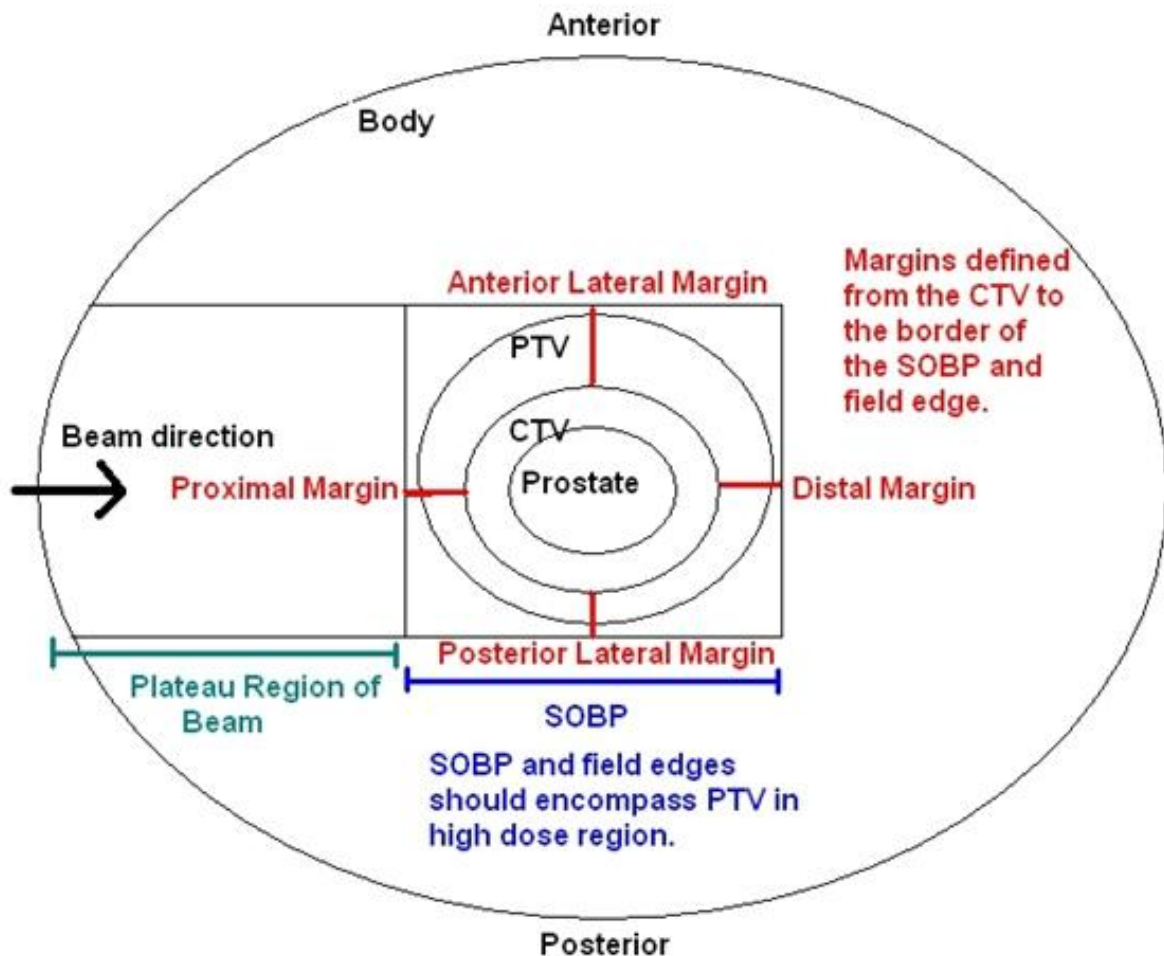 Anterior
Body
Anterior Lateral Margin
Margins defined
from the CTV to
the border of
the SOBP and
field edge.
PTV
CTV
Beam direction
Proximal Margin
Prostate
Distal Margin
Posterior Lateral Margin
Plateau Region of
Beam
SOBP
SOBP and field edges
should encompass PTV in
high dose region.
Posterior